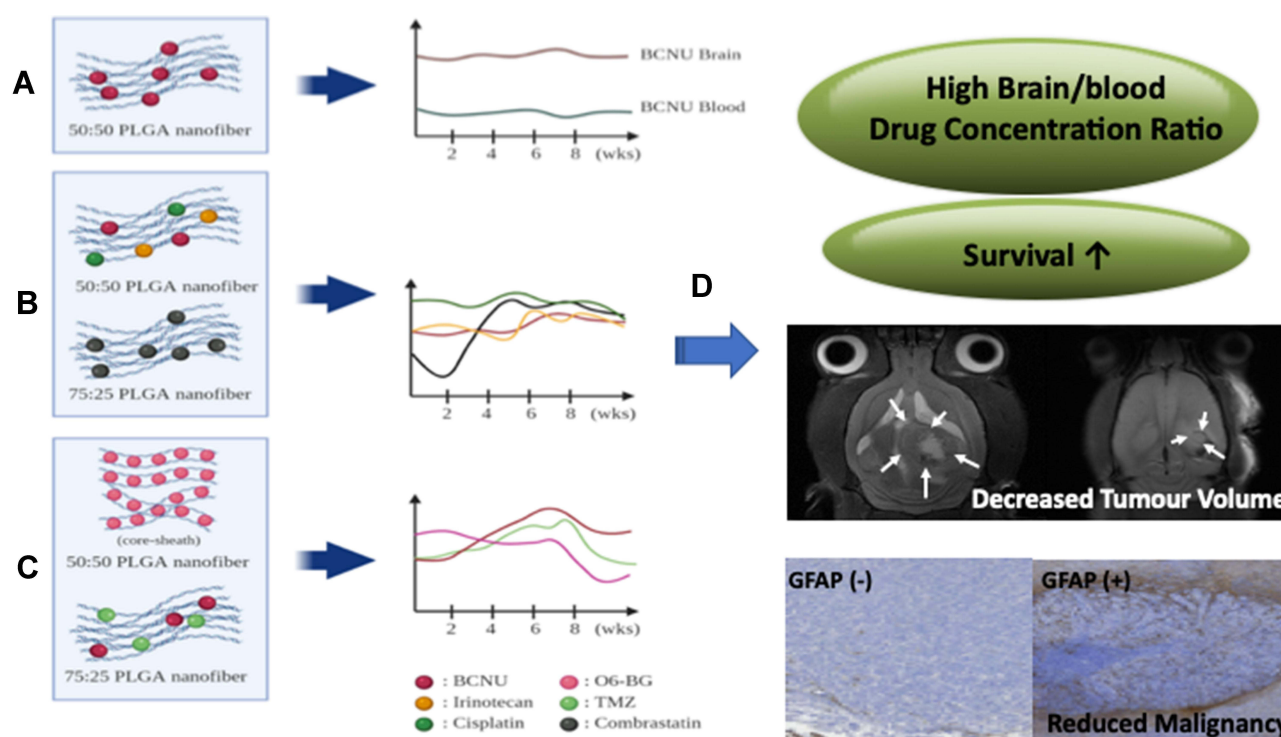 A
50:50 PLGA nanofiber
BCNU Brain
BCNU Blood
2 4 6 8 (wks)
B
50:50 PLGA nanofiber
75:25 PLGA nanofiber
2 4 6 8 (wks)
C
(core-sheath)
50:50 PLGA nanofiber
75:25 PLGA nanofiber
2 4 6 8 (wks)
: BCNU
: O6-BG
: Irinotecan
: TMZ
: Cisplatin
: Combrastatin
D
High Brain/blood
Drug Concentration Ratio
Survival ↑
Decreased Tumour Volume
GFAP (-)
GFAP (+)
Reduced Malignancy